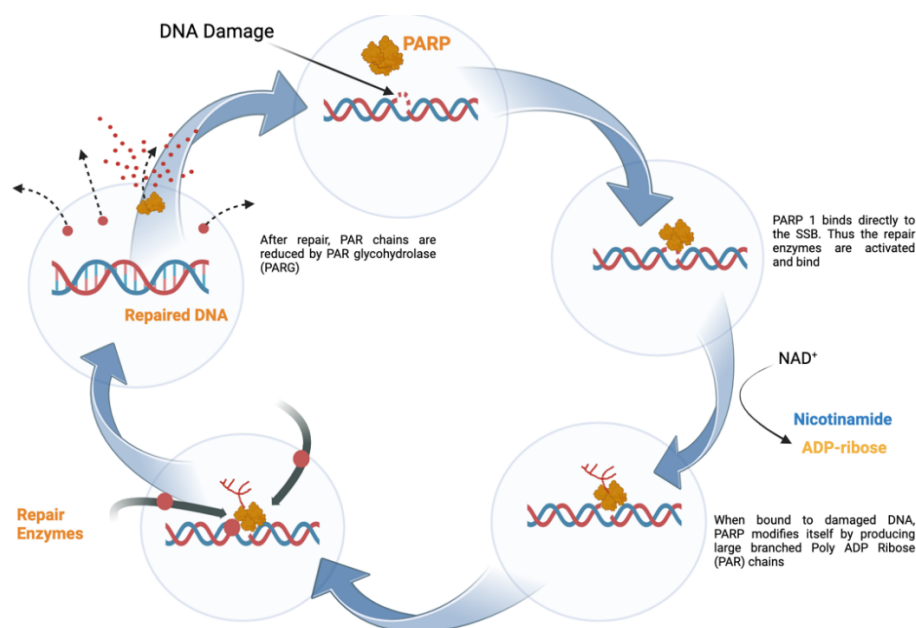 DNA Damage
PARP
PARP 1 binds directly to
the SSB. Thus the repair
enzymes are activated
and bind
NAD⁺
Nicotinamide
ADP-ribose
When bound to damaged DNA,
PARP modifies itself by producing
large branched Poly ADP Ribose
(PAR) chains
Repair
Enzymes
Repaired DNA
After repair, PAR chains are
reduced by PAR glycohydrolase
(PARG)